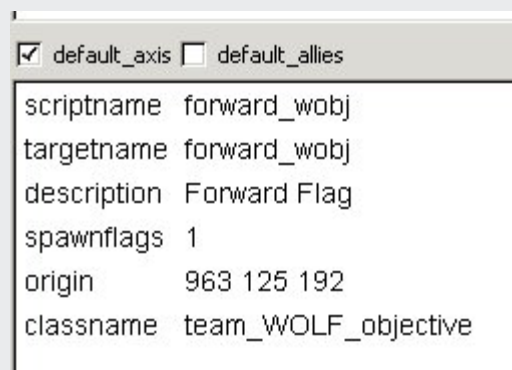 default_axis default_allies
scriptname forward_wobj
targetname forward_wobj
description Forward Flag
spawnflags 1
origin 963 125 192
classname team_WOLF_objective